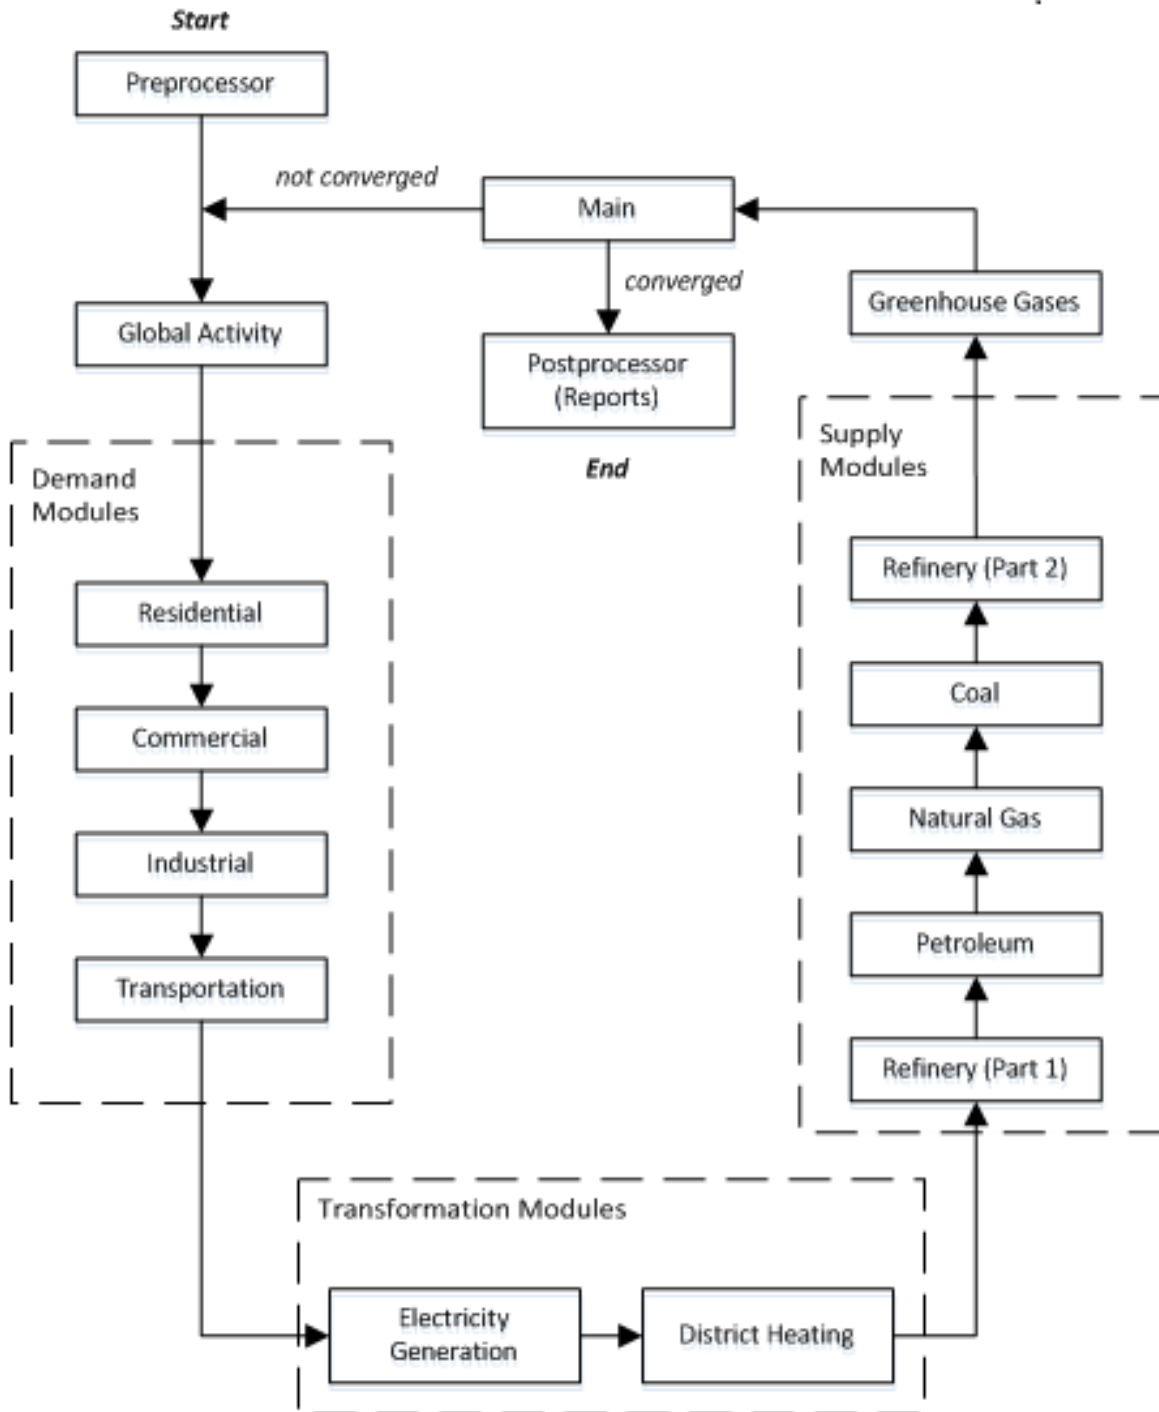 Start
Preprocessor
not converged
Main
converged
Greenhouse Gases
Global Activity
Postprocessor
(Reports)
End
Demand
Modules
Residential
Commercial
Industrial
Transportation
Transformation Modules
Electricity
Generation
District Heating
Supply
Modules
Refinery (Part 2)
Coal
Natural Gas
Petroleum
Refinery (Part 1)